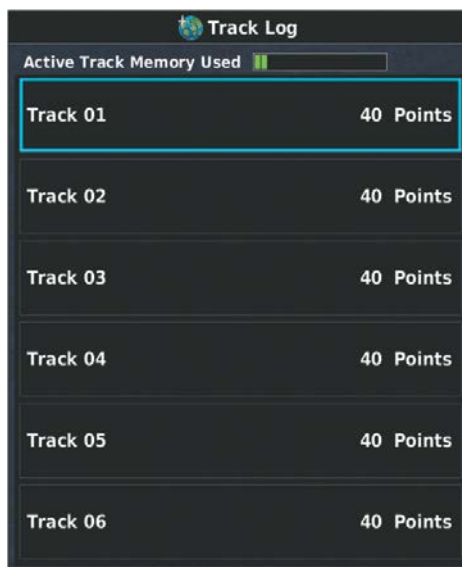 Track Log
Active Track Memory Used
Track 01 40 Points
Track 02 40 Points
Track 03 40 Points
Track 04 40 Points
Track 05 40 Points
Track 06 40 Points